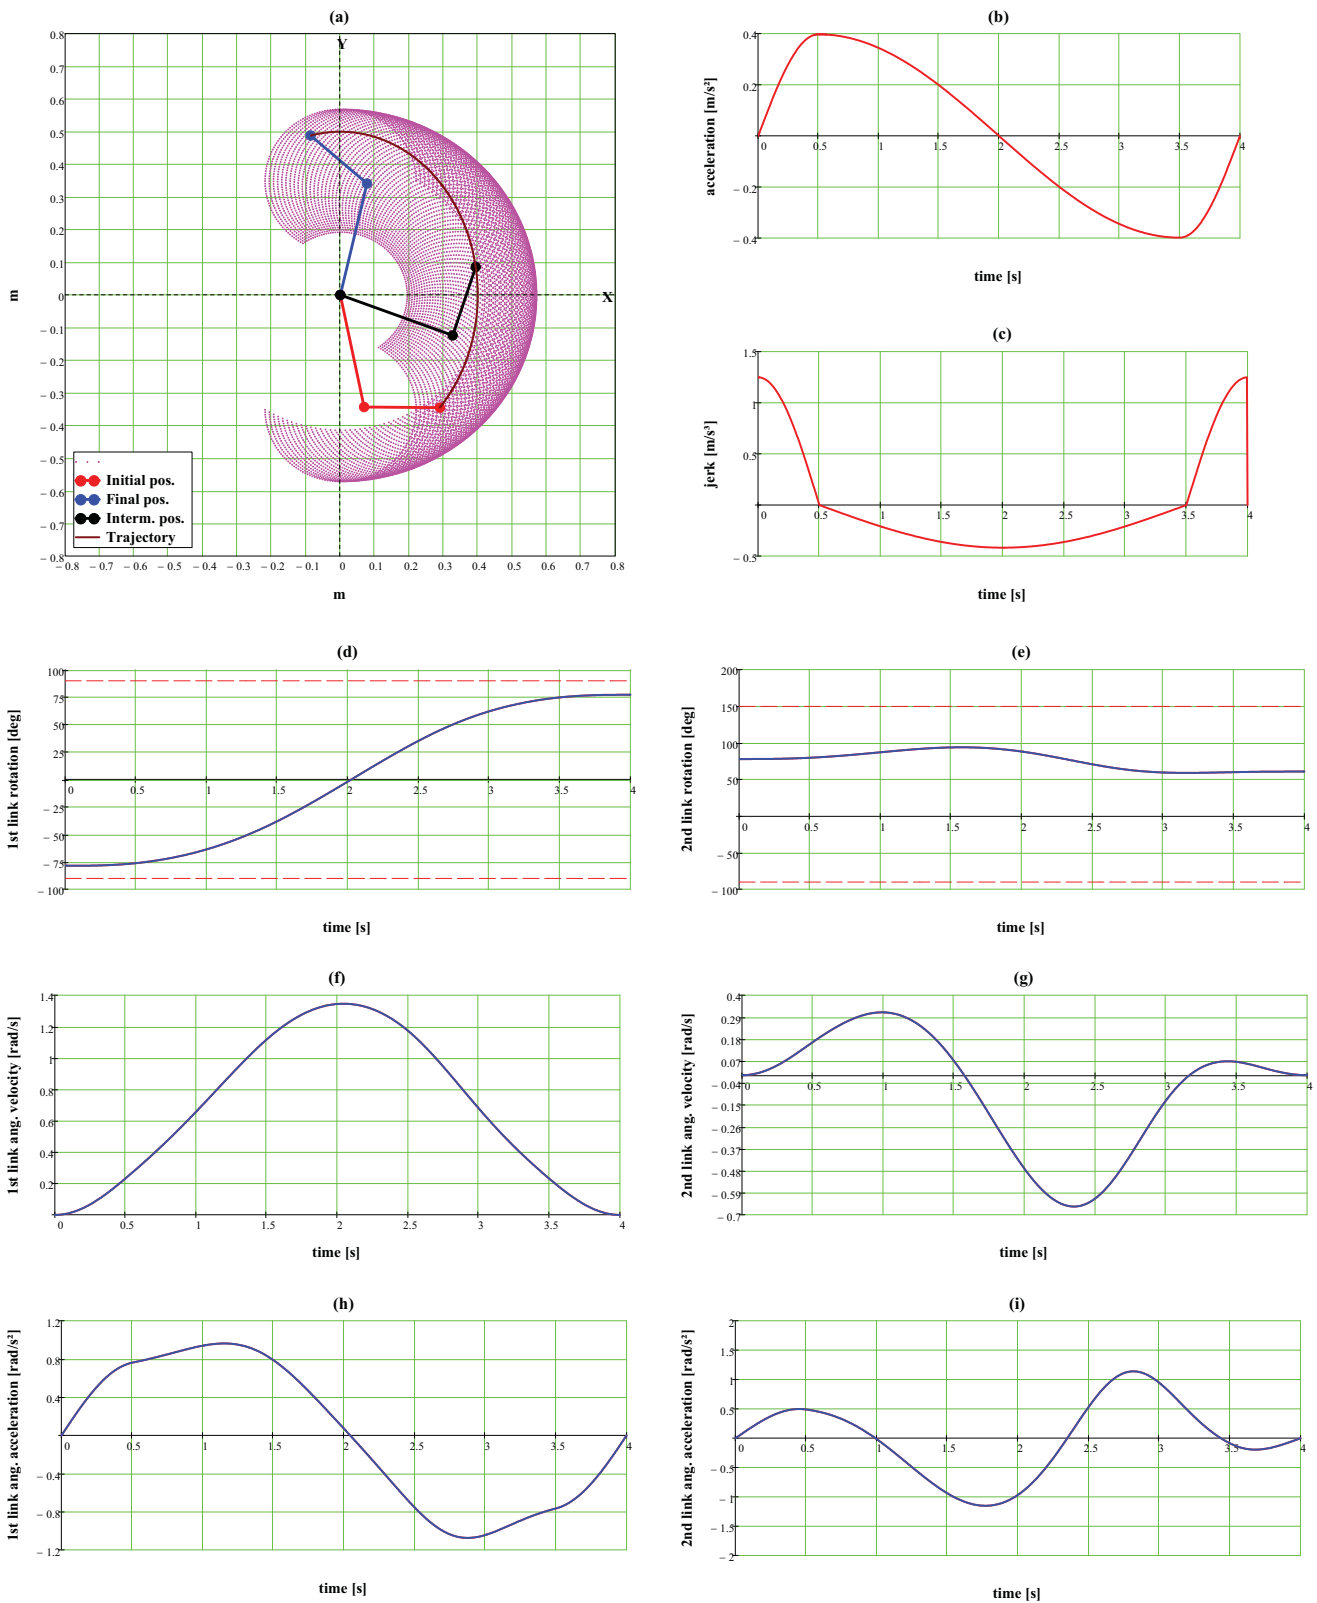 (a)
Y
X
0.8
0.7
0.6
0.5
0.4
0.3
0.2
0.1
0
− 0.1
− 0.2
− 0.3
− 0.4
− 0.5
− 0.6
− 0.7
− 0.8
m
− 0.8 − 0.7 − 0.6 − 0.5 − 0.4 − 0.3 − 0.2 − 0.1 0 0.1 0.2 0.3 0.4 0.5 0.6 0.7 0.8
m
Initial pos.
Final pos.
Interm. pos.
Trajectory
(b)
acceleration [m/s²]
0.4
0.2
− 0.2
− 0.4
0 0.5 1 1.5 2 2.5 3 3.5 4
time [s]
(c)
jerk [m/s³]
1.5
1
0.5
− 0.5
0 0.5 1 1.5 2 2.5 3 3.5 4
time [s]
(d)
1st link rotation [deg]
100
75
50
25
− 25
− 50
− 75
− 100
0 0.5 1 1.5 2 2.5 3 3.5 4
time [s]
(e)
2nd link rotation [deg]
200
150
100
50
− 50
− 100
0 0.5 1 1.5 2 2.5 3 3.5 4
time [s]
(f)
1st link ang. velocity [rad/s]
1.4
1.2
1
0.8
0.6
0.4
0.2
0 0.5 1 1.5 2 2.5 3 3.5 4
time [s]
(g)
2nd link ang. velocity [rad/s]
0.4
0.29
0.18
0.07
− 0.04
− 0.15
− 0.26
− 0.37
− 0.48
− 0.59
− 0.7
0 0.5 1 1.5 2 2.5 3 3.5 4
time [s]
(h)
1st link ang. acceleration [rad/s²]
1.2
0.8
0.4
− 0.4
− 0.8
− 1.2
0 0.5 1 1.5 2 2.5 3 3.5 4
time [s]
(i)
2nd link ang. acceleration [rad/s²]
2
1.5
1
0.5
− 0.5
− 1
− 1.5
− 2
0 0.5 1 1.5 2 2.5 3 3.5 4
time [s]